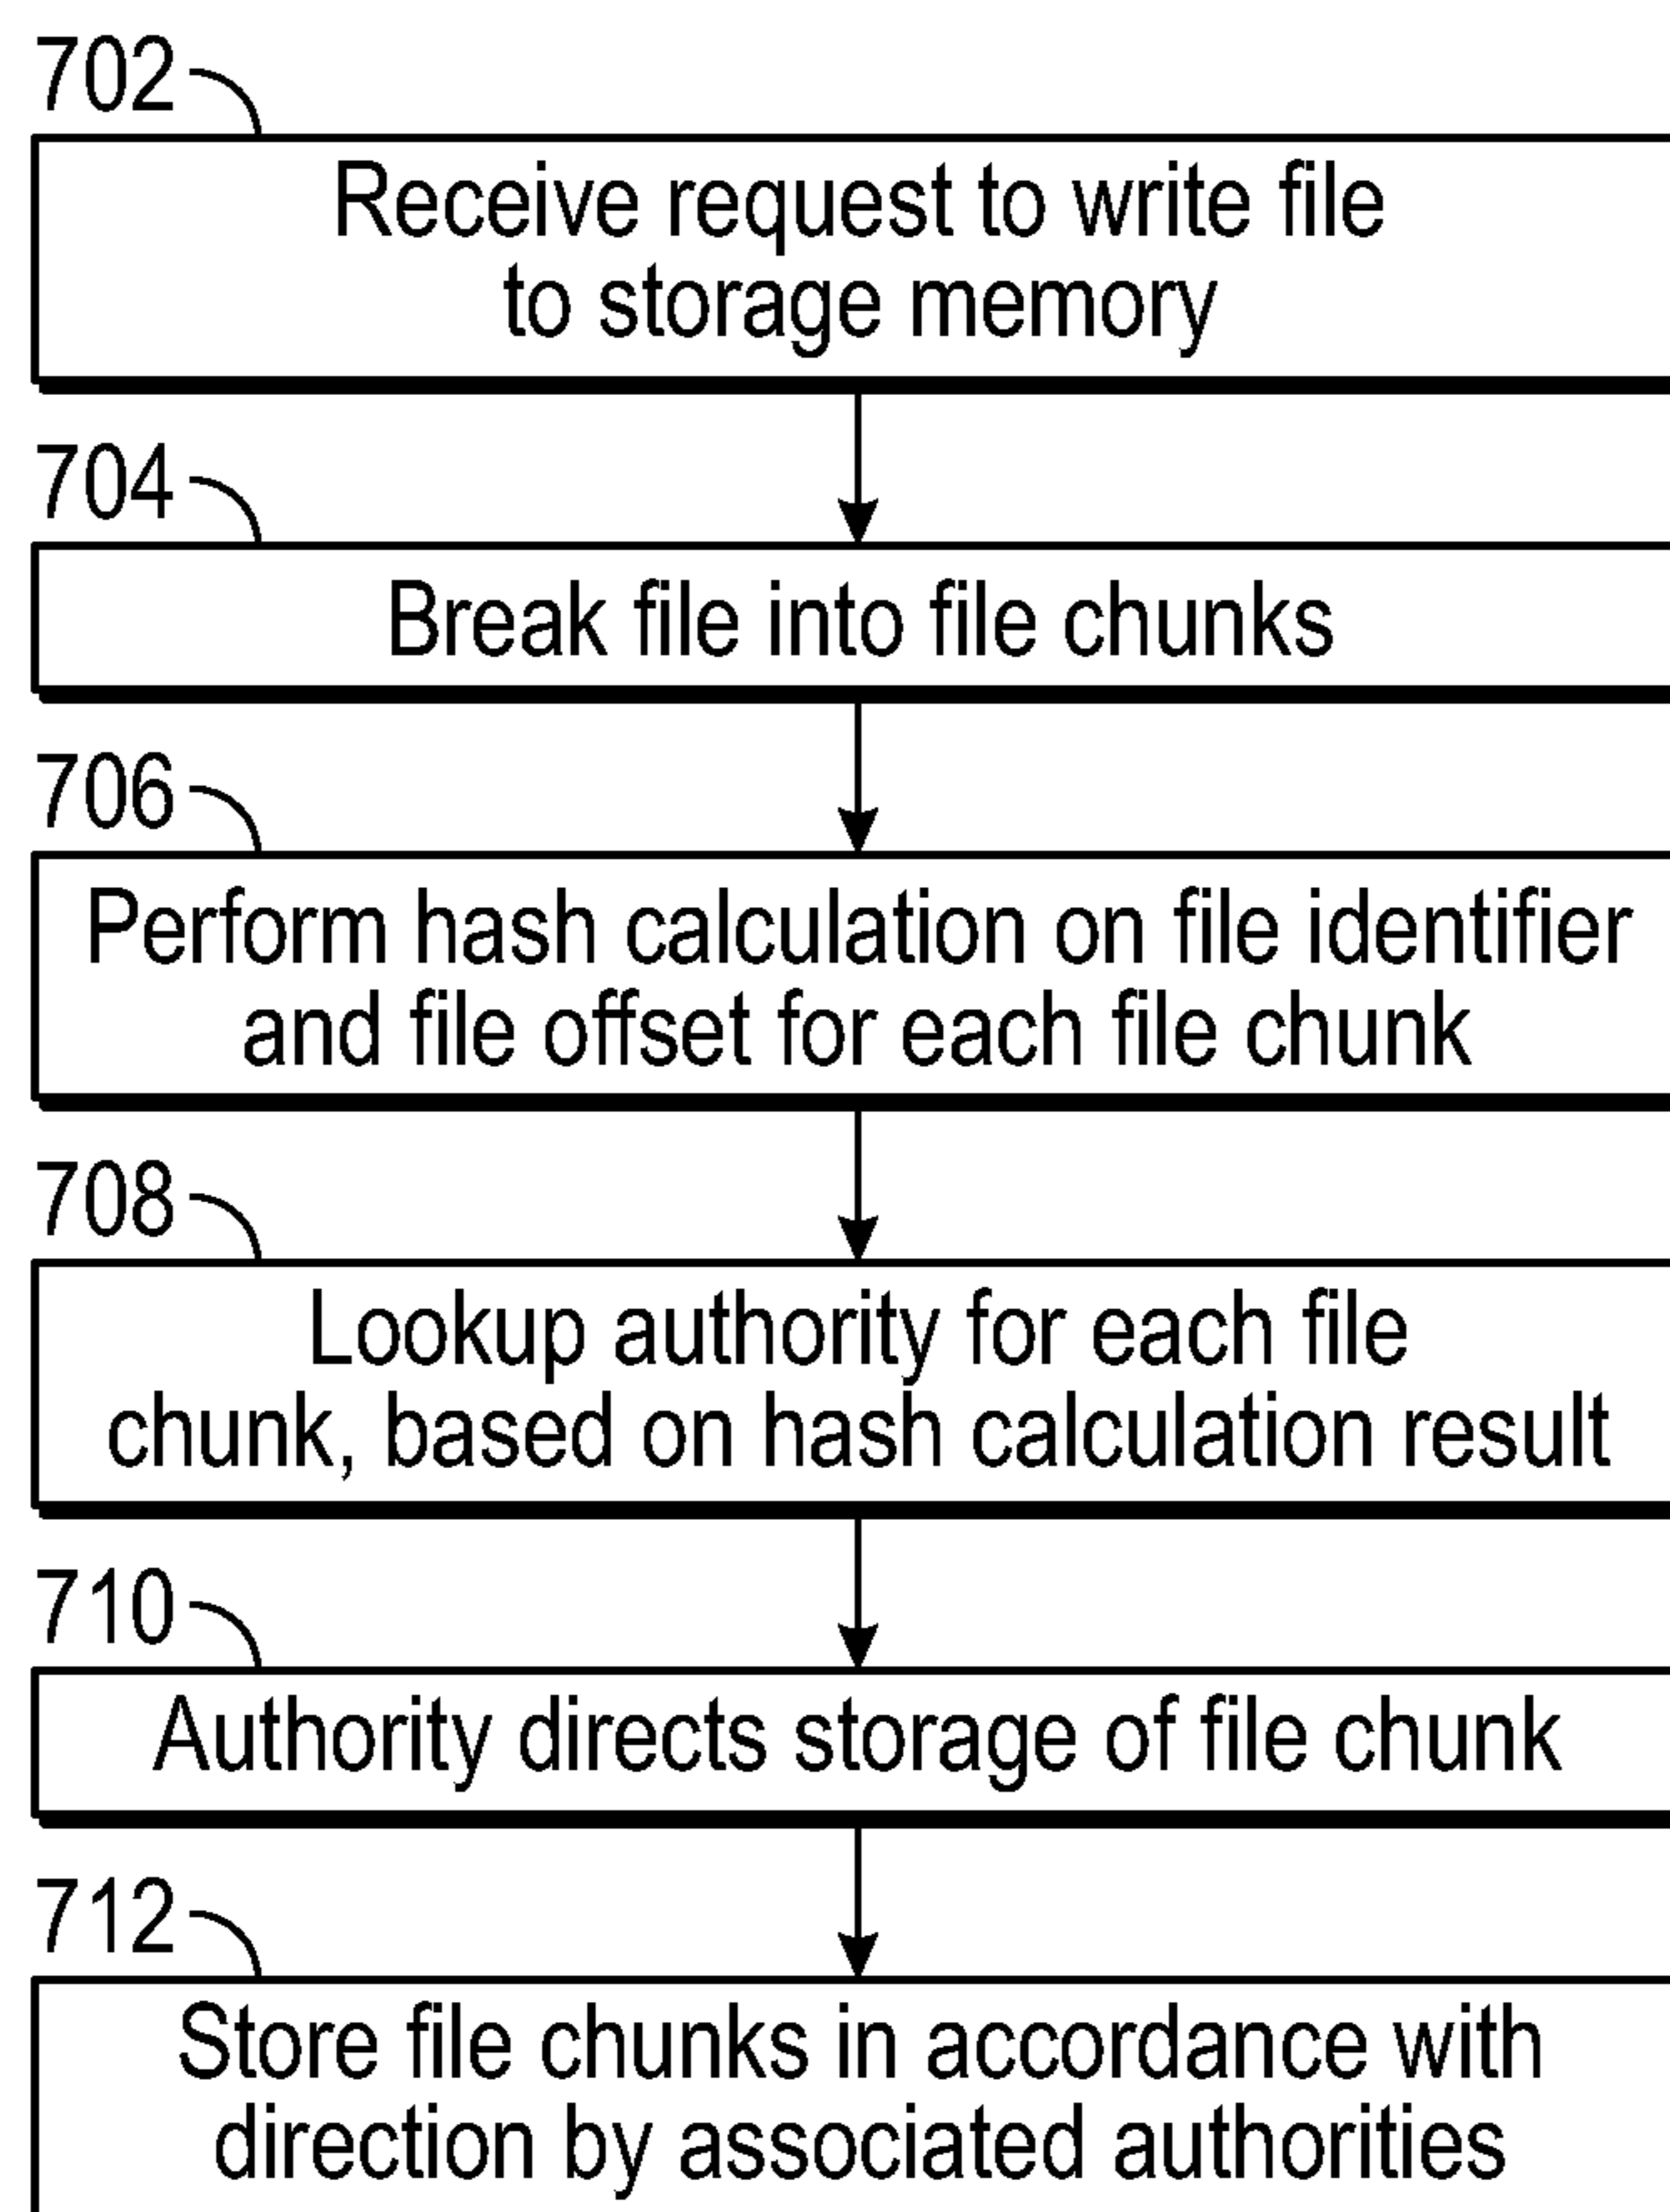 702
Receive request to write file
to storage memory
704
Break file into file chunks
706
Perform hash calculation on file identifier
and file offset for each file chunk
708
Lookup authority for each file
chunk, based on hash calculation result
710
Authority directs storage of file chunk
712
Store file chunks in accordance with
direction by associated authorities